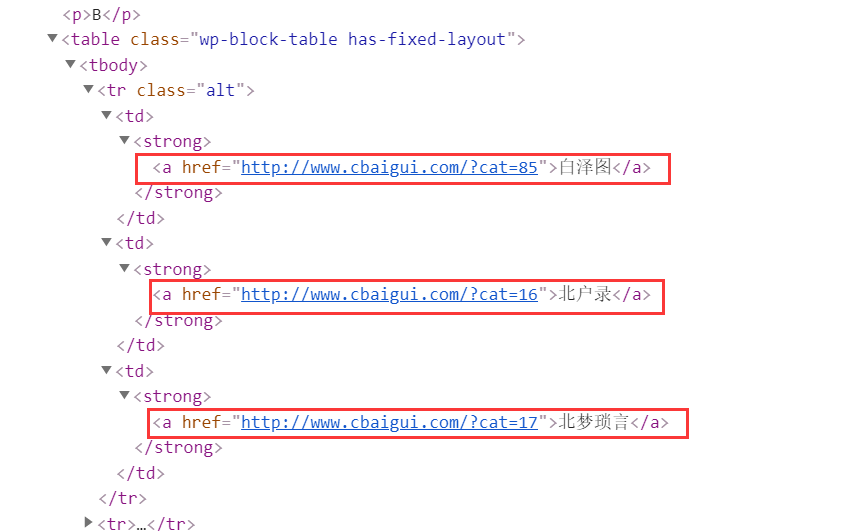 <p>B</p>
▼<table class="wp-block-table has-fixed-layout">
▼<tbody>
▼<tr class="alt">
▼<td>
▼<strong>
<a href="http://www.cbaigui.com/?cat=85">白泽图</a>
</strong>
</td>
▼<td>
▼<strong>
<a href="http://www.cbaigui.com/?cat=16">北户录</a>
</strong>
</td>
▼<td>
▼<strong>
<a href="http://www.cbaigui.com/?cat=17">北梦琐言</a>
</strong>
</td>
</tr>
▶<tr>…</tr>